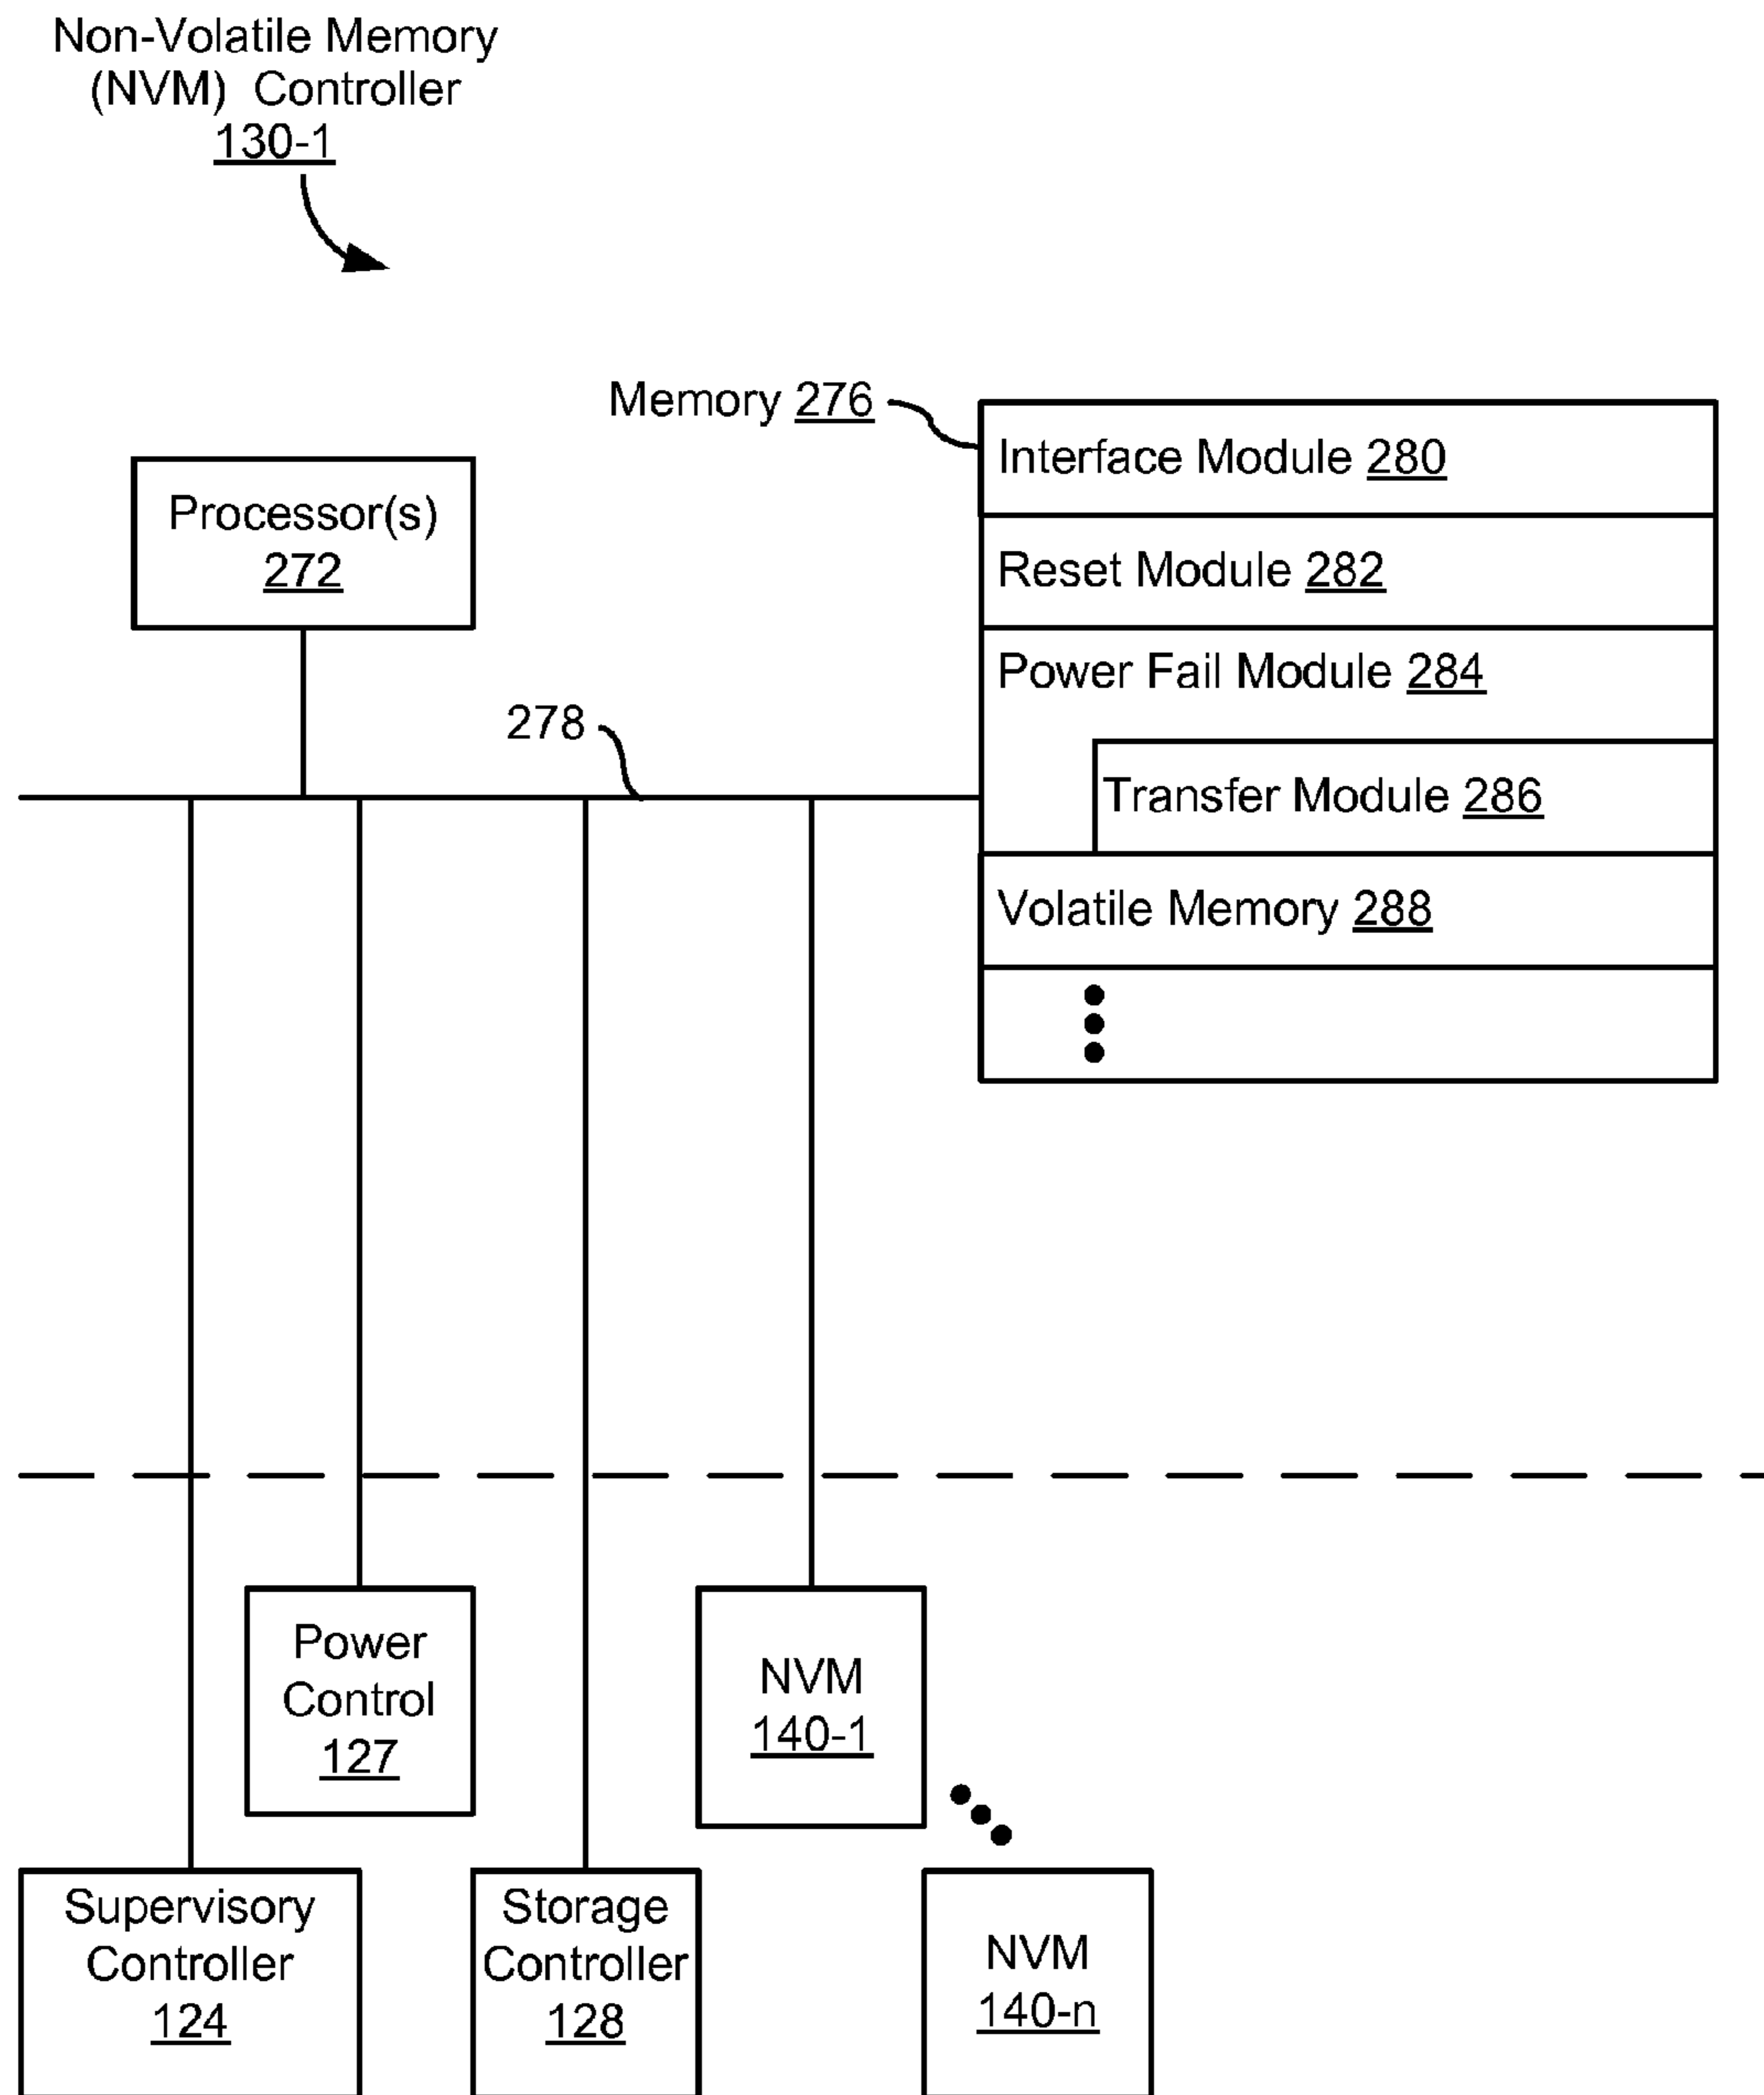 Non-Volatile Memory
(NVM) Controller
130-1
Memory 276
Interface Module 280
Processor(s)
272
Reset Module 282
Power Fail Module 284
278
Transfer Module 286
Volatile Memory 288
Power
Control
127
NVM
140-1
Supervisory
Controller
124
Storage
Controller
128
NVM
140-n